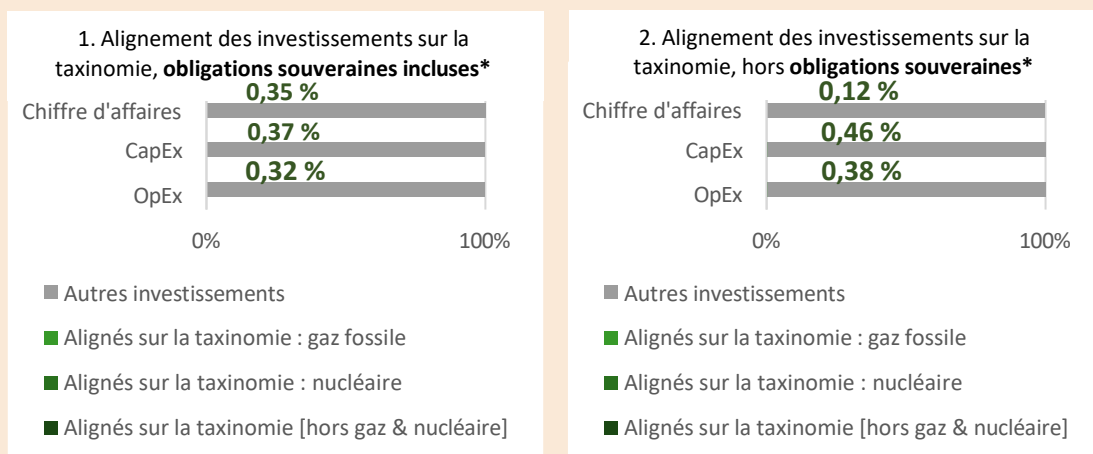 1. Alignement des investissements sur la
taxinomie, obligations souveraines incluses*
0,35 %
Chiffre d'affaires
0,37 %
CapEx
0,32 %
OpEx
0%
100%
Autres investissements
Alignés sur la taxinomie : gaz fossile
Alignés sur la taxinomie : nucléaire
Alignés sur la taxinomie [hors gaz & nucléaire]
2. Alignement des investissements sur la
taxinomie, hors obligations souveraines*
0,12 %
Chiffre d'affaires
0,46 %
CapEx
0,38 %
OpEx
0%
100%
Autres investissements
Alignés sur la taxinomie : gaz fossile
Alignés sur la taxinomie : nucléaire
Alignés sur la taxinomie [hors gaz & nucléaire]